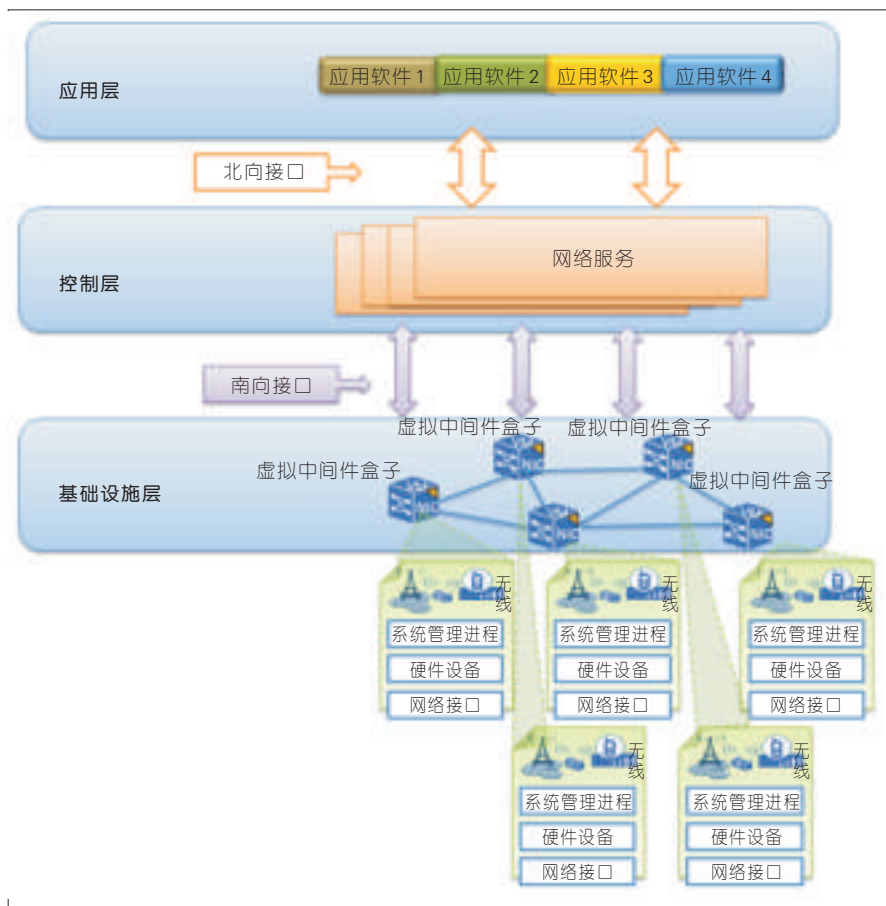 应用层
应用软件 1 应用软件 2 应用软件 3 应用软件 4
北向接口
控制层
网络服务
南向接口
虚拟中间件盒子 虚拟中间件盒子
虚拟中间件盒子
虚拟中间件盒子
基础设施层
无线
系统管理进程
硬件设备
网络接口
无线
系统管理进程
硬件设备
网络接口
无线
系统管理进程
硬件设备
网络接口
无线
系统管理进程
硬件设备
网络接口
无线
系统管理进程
硬件设备
网络接口